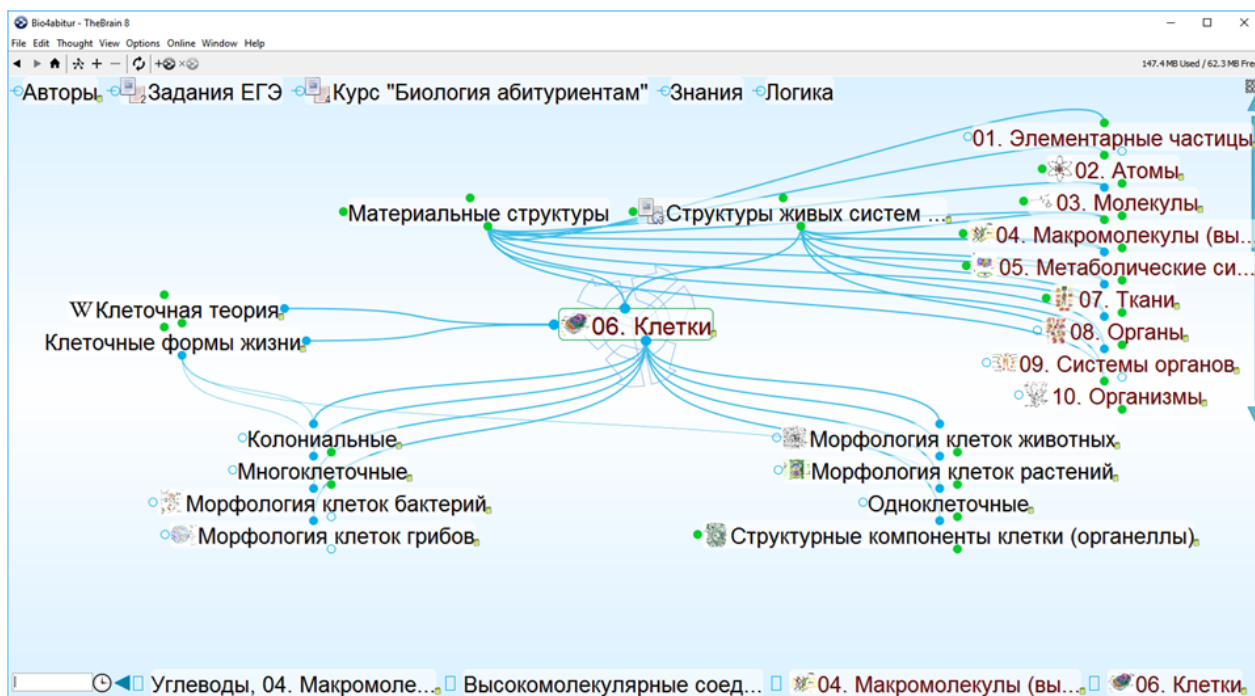 Bio4abitur - TheBrain 8
File Edit Thought View Options Online Window Help
147.4 MB Used / 62.3 MB Free
Авторы 2 Задания ЕГЭ 4 Курс "Биология абитуриентам" Знания Логика
01. Элементарные частицы
02. Атомы
Материальные структуры Структуры живых систем ...
03. Молекулы
04. Макромолекулы (вы...
05. Метаболические си...
07. Ткани
08. Органы
09. Системы органов
10. Организмы
W Клеточная теория
Клеточные формы жизни
06. Клетки
Колониальные
Многоклеточные
Морфология клеток бактерий
Морфология клеток грибов
Морфология клеток животных
Морфология клеток растений
Одноклеточные
Структурные компоненты клетки (органеллы)
Углеводы, 04. Макромоле... Высокомолекулярные соед... 04. Макромолекулы (вы... 06. Клетки